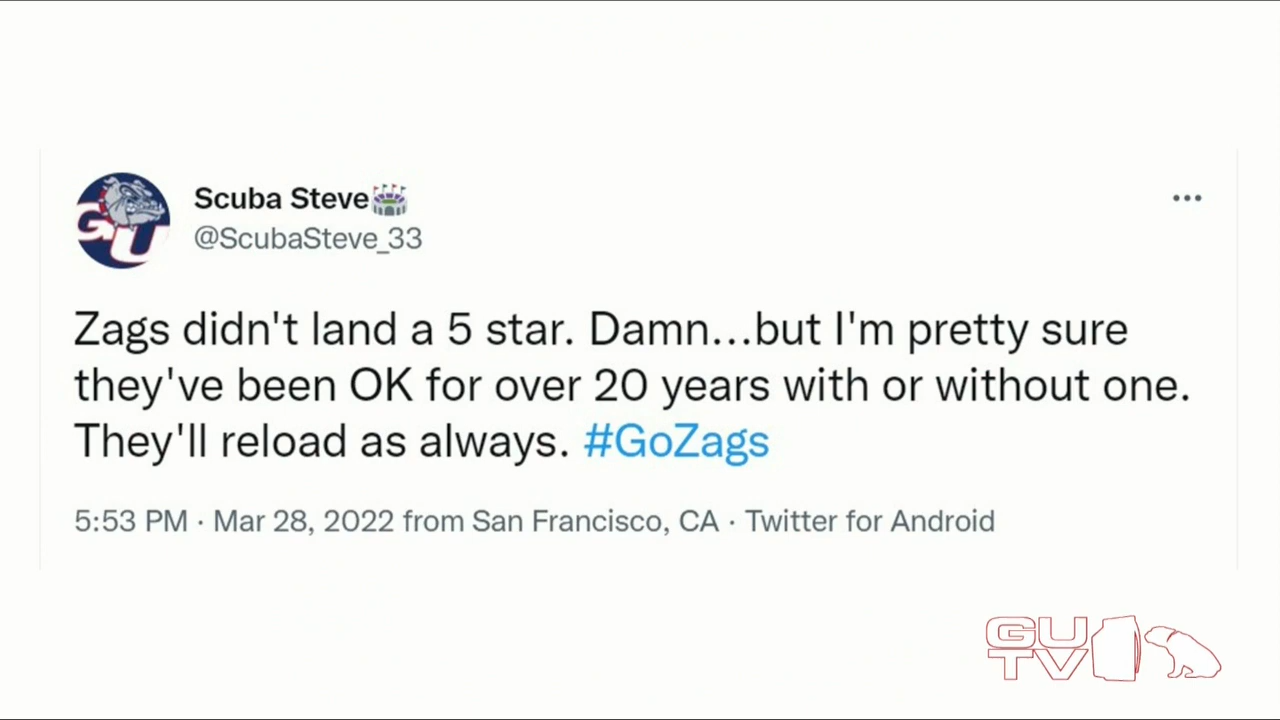 GU
Scuba Steve🏟
@ScubaSteve_33
Zags didn't land a 5 star. Damn...but I'm pretty sure
they've been OK for over 20 years with or without one.
They'll reload as always. #GoZags
5:53 PM · Mar 28, 2022 from San Francisco, CA · Twitter for Android
GU
TV